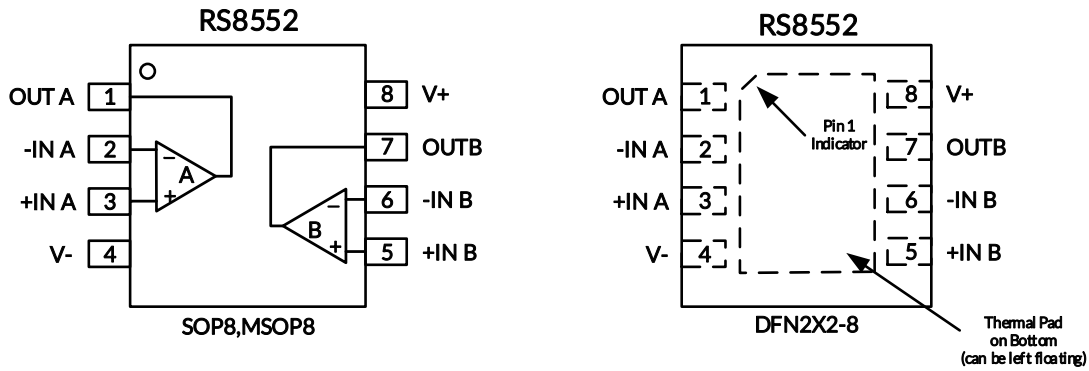 RS8552
OUT A 1 8 V+
-IN A 2 7 OUTB
+IN A 3 6 -IN B
V- 4 5 +IN B
− A +
− B +
SOP8,MSOP8
RS8552
OUT A 1 8 V+
-IN A 2 7 OUTB
+IN A 3 6 -IN B
V- 4 5 +IN B
Pin 1
Indicator
DFN2X2-8
Thermal Pad
on Bottom
(can be left floating)